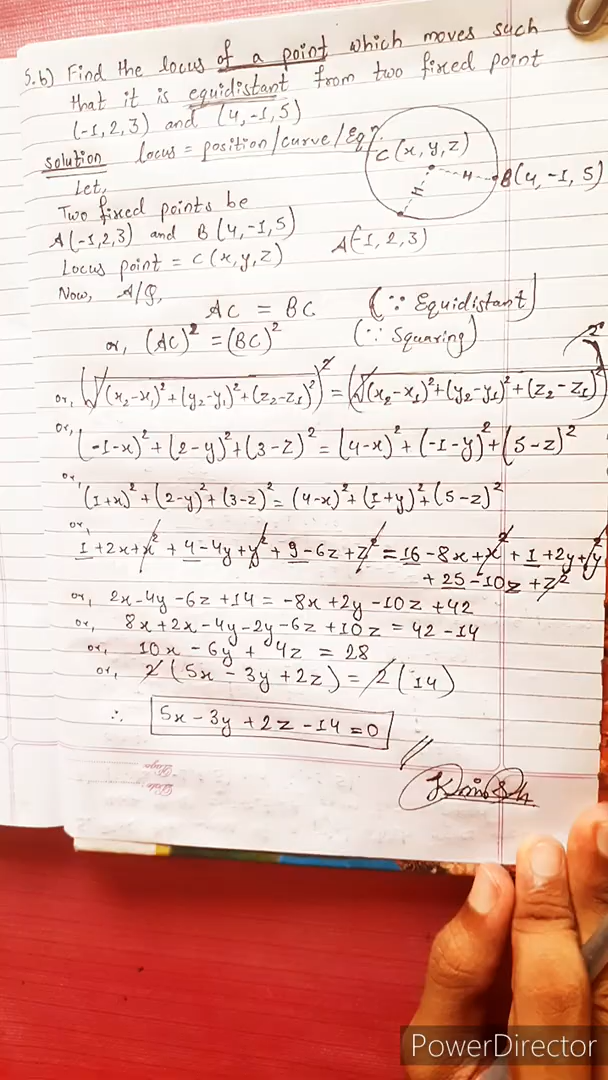 5.b) Find the locus of a point which moves such
that it is equidistant from two fixed point
(-1,2,3) and (4,-1,5)
solution locus = position/curve/Eqn.
C(x,y,z)
B(4,-1,5)
A(-1,2,3)
Let,
Two fixed points be
A(-1,2,3) and B(4,-1,5)
Locus point = C(x,y,z)
Now, A/Q,
AC = BC (∵ Equidistant)
or, (AC)² = (BC)² (∵ Squaring)
or, (√(x₂-x₁)²+(y₂-y₁)²+(z₂-z₁)²)² = (√(x₂-x₁)²+(y₂-y₁)²+(z₂-z₁)²)²
or, (-1-x)²+(2-y)²+(3-z)² = (4-x)²+(-1-y)²+(5-z)²
or, (1+x)²+(2-y)²+(3-z)² = (4-x)²+(1+y)²+(5-z)²
or, 1+2x+x²+4-4y+y²+9-6z+z² = 16-8x+x²+1+2y+y²
+25-10z+z²
or, 2x-4y-6z+14 = -8x+2y-10z+42
or, 8x+2x-4y-2y-6z+10z = 42-14
or, 10x-6y+4z = 28
or, 2(5x-3y+2z) = 2(14)
∴ 5x-3y+2z-14=0
PowerDirector